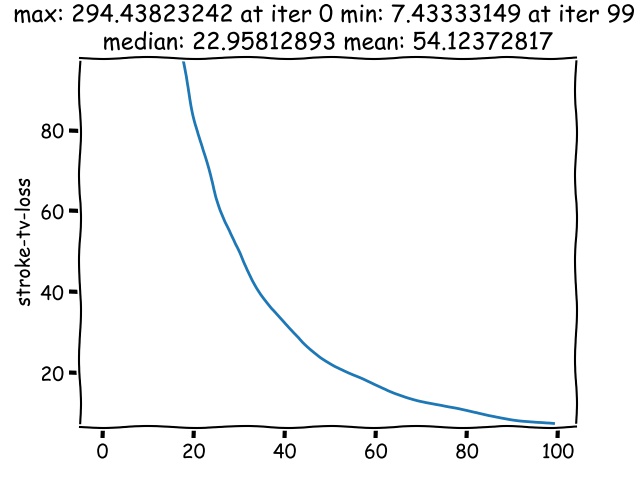 max: 294.43823242 at iter 0 min: 7.43333149 at iter 99
median: 22.95812893 mean: 54.12372817
stroke-tv-loss
80
60
40
20
0 20 40 60 80 100